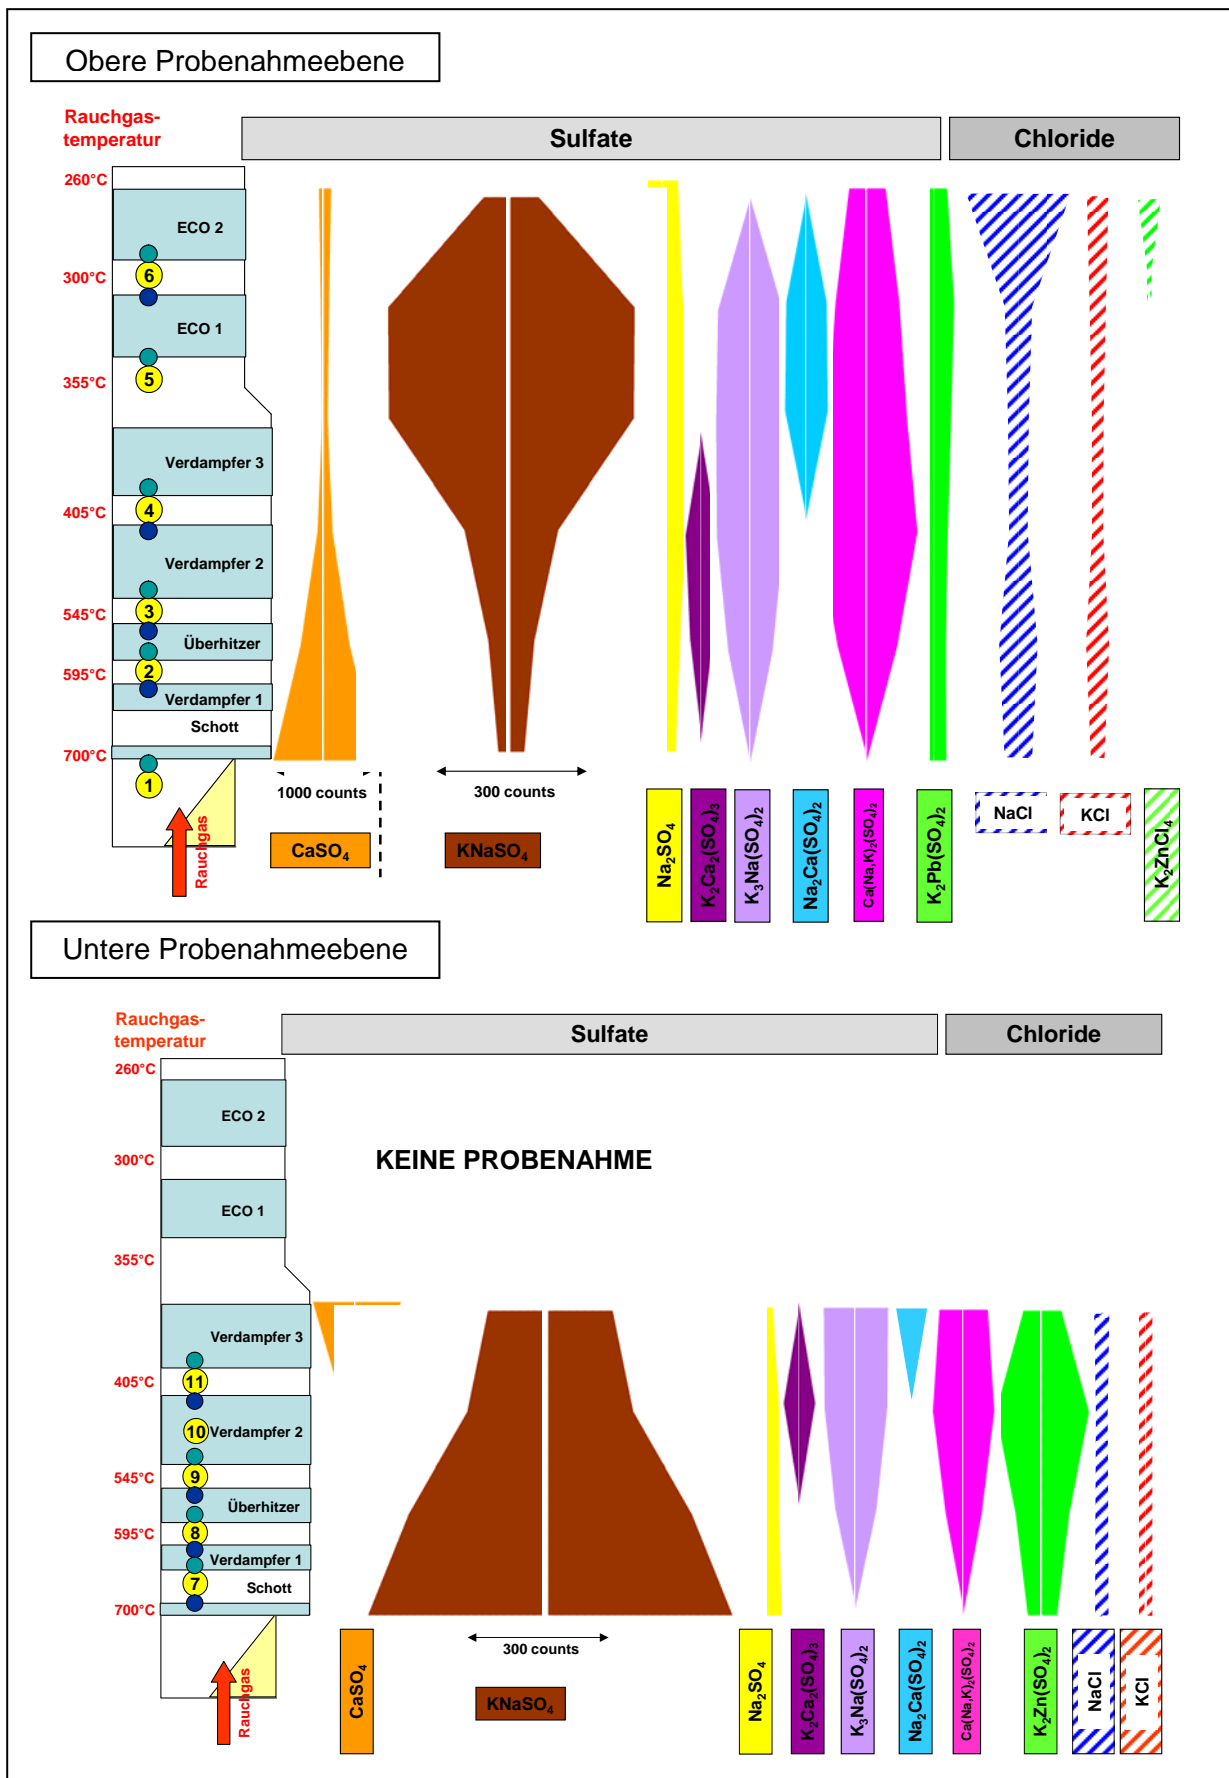 Obere Probenahmeebene
Rauchgas-
temperatur
Sulfate
Chloride
260°C
ECO 2
6
300°C
ECO 1
355°C
5
Verdampfer 3
405°C
4
Verdampfer 2
545°C
3
Überhitzer
595°C
2
Verdampfer 1
Schott
700°C
1
Rauchgas
1000 counts
300 counts
CaSO₄
KNaSO₄
Na₂SO₄
K₂Ca₂(SO₄)₃
K₃Na(SO₄)₂
Na₂Ca(SO₄)₂
Ca(Na,K)₂(SO₄)₂
K₂Pb(SO₄)₂
NaCl
KCl
K₂ZnCl₄
Untere Probenahmeebene
Rauchgas-
temperatur
Sulfate
Chloride
260°C
ECO 2
KEINE PROBENAHME
300°C
ECO 1
355°C
Verdampfer 3
405°C
11
10
Verdampfer 2
545°C
9
Überhitzer
595°C
8
Verdampfer 1
7
Schott
700°C
Rauchgas
300 counts
CaSO₄
KNaSO₄
Na₂SO₄
K₂Ca₂(SO₄)₃
K₃Na(SO₄)₂
Na₂Ca(SO₄)₂
Ca(Na,K)₂(SO₄)₂
K₂Zn(SO₄)₂
NaCl
KCl